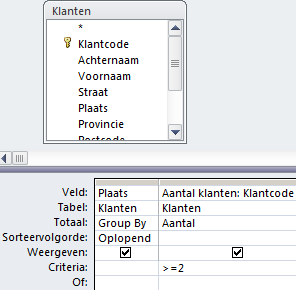 Klanten
*
Klantcode
Achternaam
Voornaam
Straat
Plaats
Provincie
Postcode
Veld: Plaats Aantal klanten: Klantcode
Tabel: Klanten Klanten
Totaal: Group By Aantal
Sorteervolgorde: Oplopend
Weergeven:
Criteria: >=2
Of: